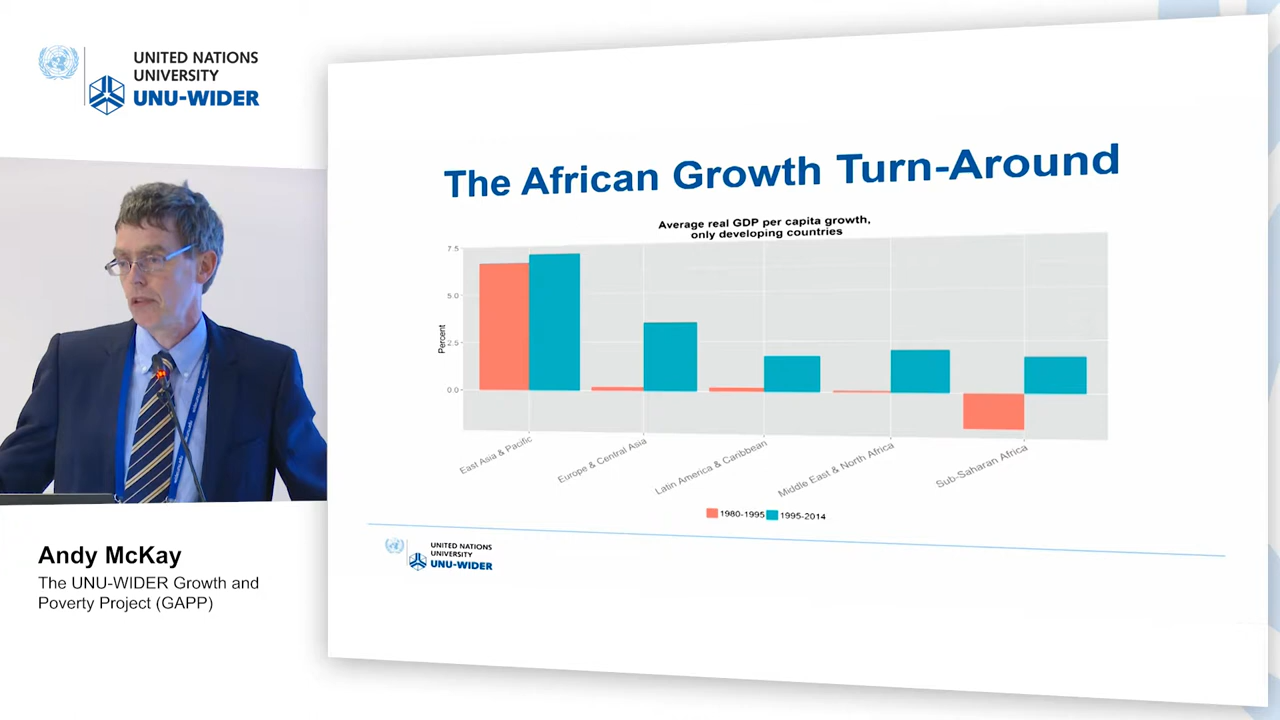 UNITED NATIONS
UNIVERSITY
UNU-WIDER
The African Growth Turn-Around
Average real GDP per capita growth,
only developing countries
7.5
5.0
2.5
0.0
Percent
East Asia & Pacific
Europe & Central Asia
Latin America & Caribbean
Middle East & North Africa
Sub-Saharan Africa
1980-1995
1995-2014
UNITED NATIONS
UNIVERSITY
UNU-WIDER
Andy McKay
The UNU-WIDER Growth and
Poverty Project (GAPP)